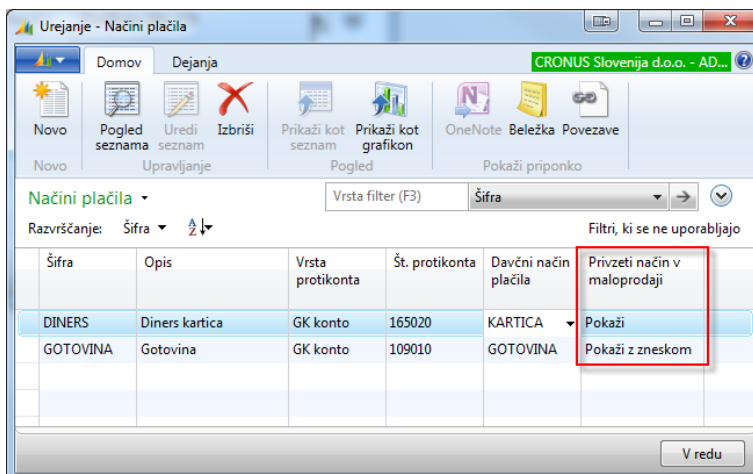 Urejanje - Načini plačila
Domov Dejanja CRONUS Slovenija d.o.o. - AD...
Novo Pogled seznama Uredi seznam Izbriši Prikaži kot seznam Prikaži kot grafikon OneNote Beležka Povezave
Novo Upravljanje Pogled Pokaži priponko
Načini plačila Vrsta filter (F3) Šifra
Razvrščanje: Šifra Filtri, ki se ne uporabljajo
Šifra Opis Vrsta protikonta Št. protikonta Davčni način plačila Privzeti način v maloprodaji
DINERS Diners kartica GK konto 165020 KARTICA Pokaži
GOTOVINA Gotovina GK konto 109010 GOTOVINA Pokaži z zneskom
V redu